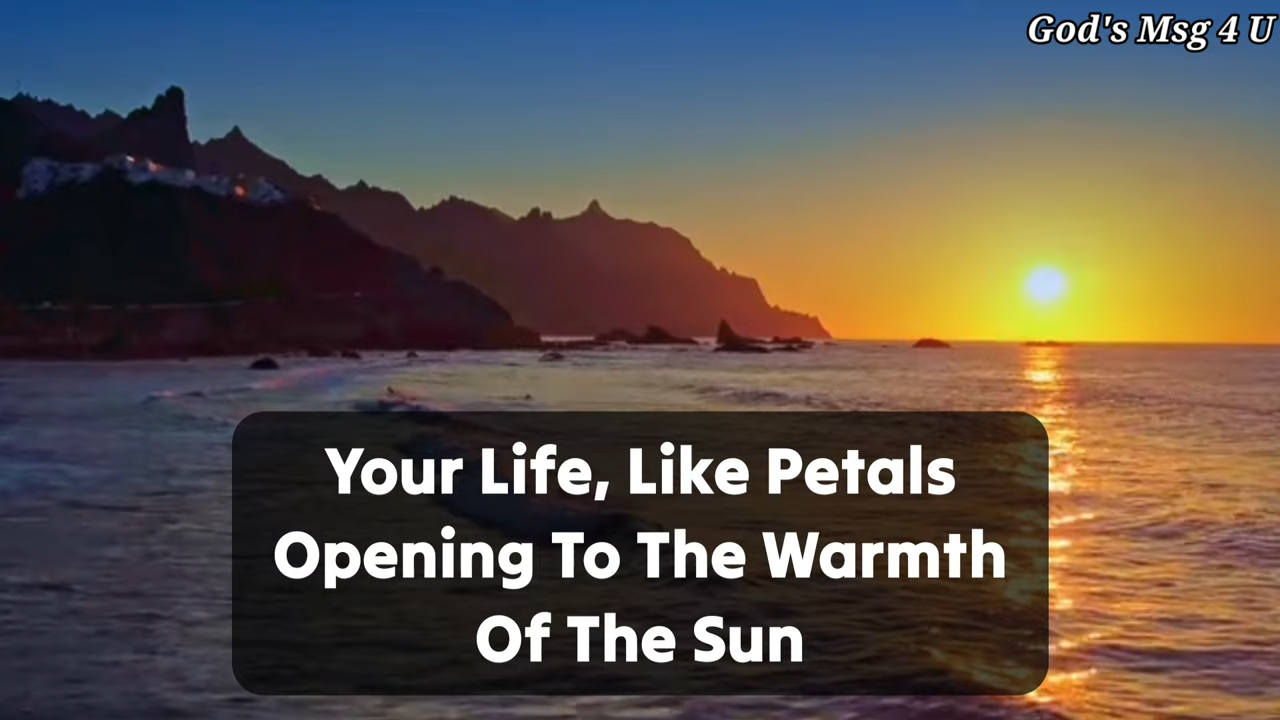 God's Msg 4 U
Your Life, Like Petals
Opening To The Warmth
Of The Sun